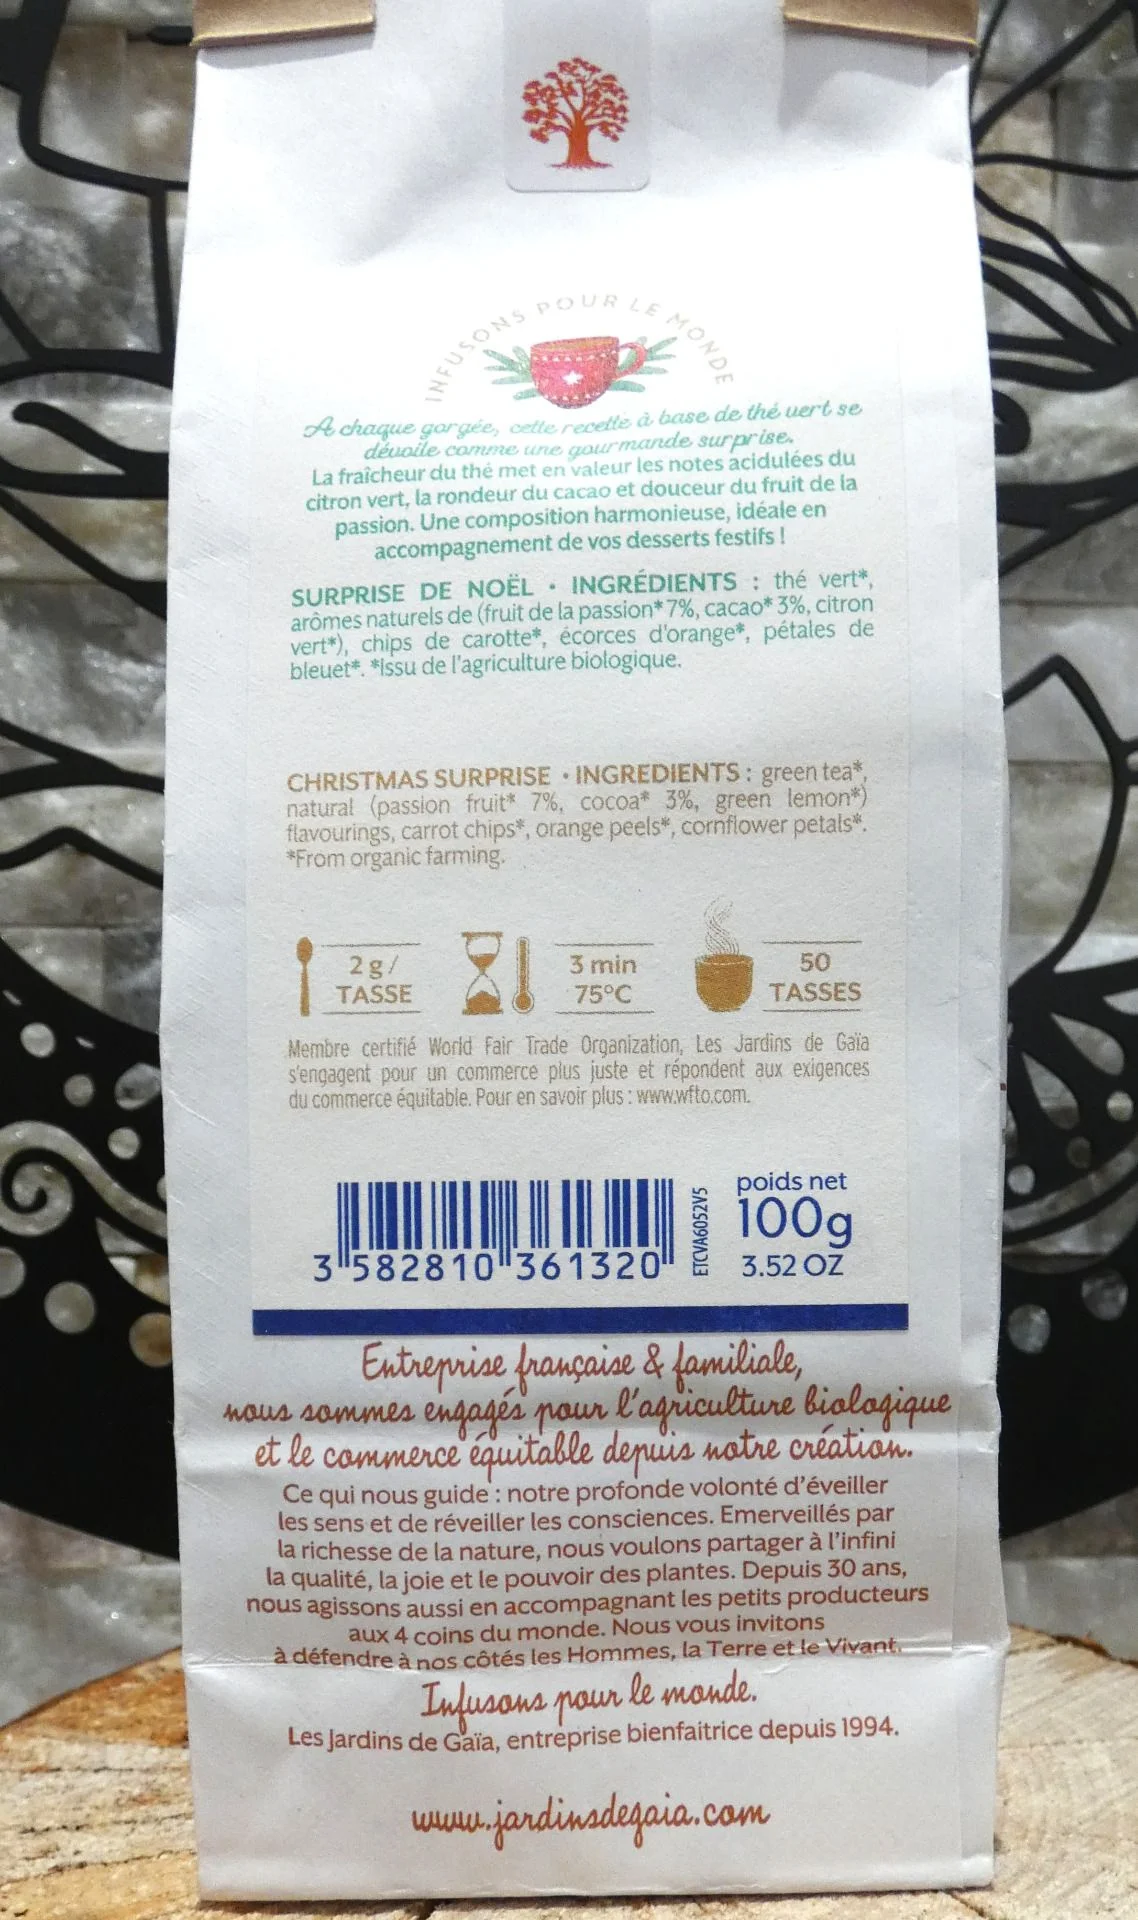 INFUSONS POUR LE MONDE
A chaque gorgée, cette recette à base de thé vert se
dévoile comme une gourmande surprise.
La fraîcheur du thé met en valeur les notes acidulées du
citron vert, la rondeur du cacao et douceur du fruit de la
passion. Une composition harmonieuse, idéale en
accompagnement de vos desserts festifs !
SURPRISE DE NOËL • INGRÉDIENTS : thé vert*,
arômes naturels de (fruit de la passion* 7%, cacao* 3%, citron
vert*), chips de carotte*, écorces d'orange*, pétales de
bleuet*. *Issu de l'agriculture biologique.
CHRISTMAS SURPRISE • INGREDIENTS : green tea*,
natural (passion fruit* 7%, cocoa* 3%, green lemon*)
flavourings, carrot chips*, orange peels*, cornflower petals*.
*From organic farming.
2 g/
TASSE
3 min
75°C
50
TASSES
Membre certifié World Fair Trade Organization, Les Jardins de Gaïa
s'engagent pour un commerce plus juste et répondent aux exigences
du commerce équitable. Pour en savoir plus : www.wfto.com.
3 582810 361320
ETCVA6052V5
poids net
100g
3.52 OZ
Entreprise française & familiale,
nous sommes engagés pour l'agriculture biologique
et le commerce équitable depuis notre création.
Ce qui nous guide : notre profonde volonté d'éveiller
les sens et de réveiller les consciences. Emerveillés par
la richesse de la nature, nous voulons partager à l'infini
la qualité, la joie et le pouvoir des plantes. Depuis 30 ans,
nous agissons aussi en accompagnant les petits producteurs
aux 4 coins du monde. Nous vous invitons
à défendre à nos côtés les Hommes, la Terre et le Vivant.
Infusons pour le monde.
Les Jardins de Gaïa, entreprise bienfaitrice depuis 1994.
www.jardinsdegaia.com